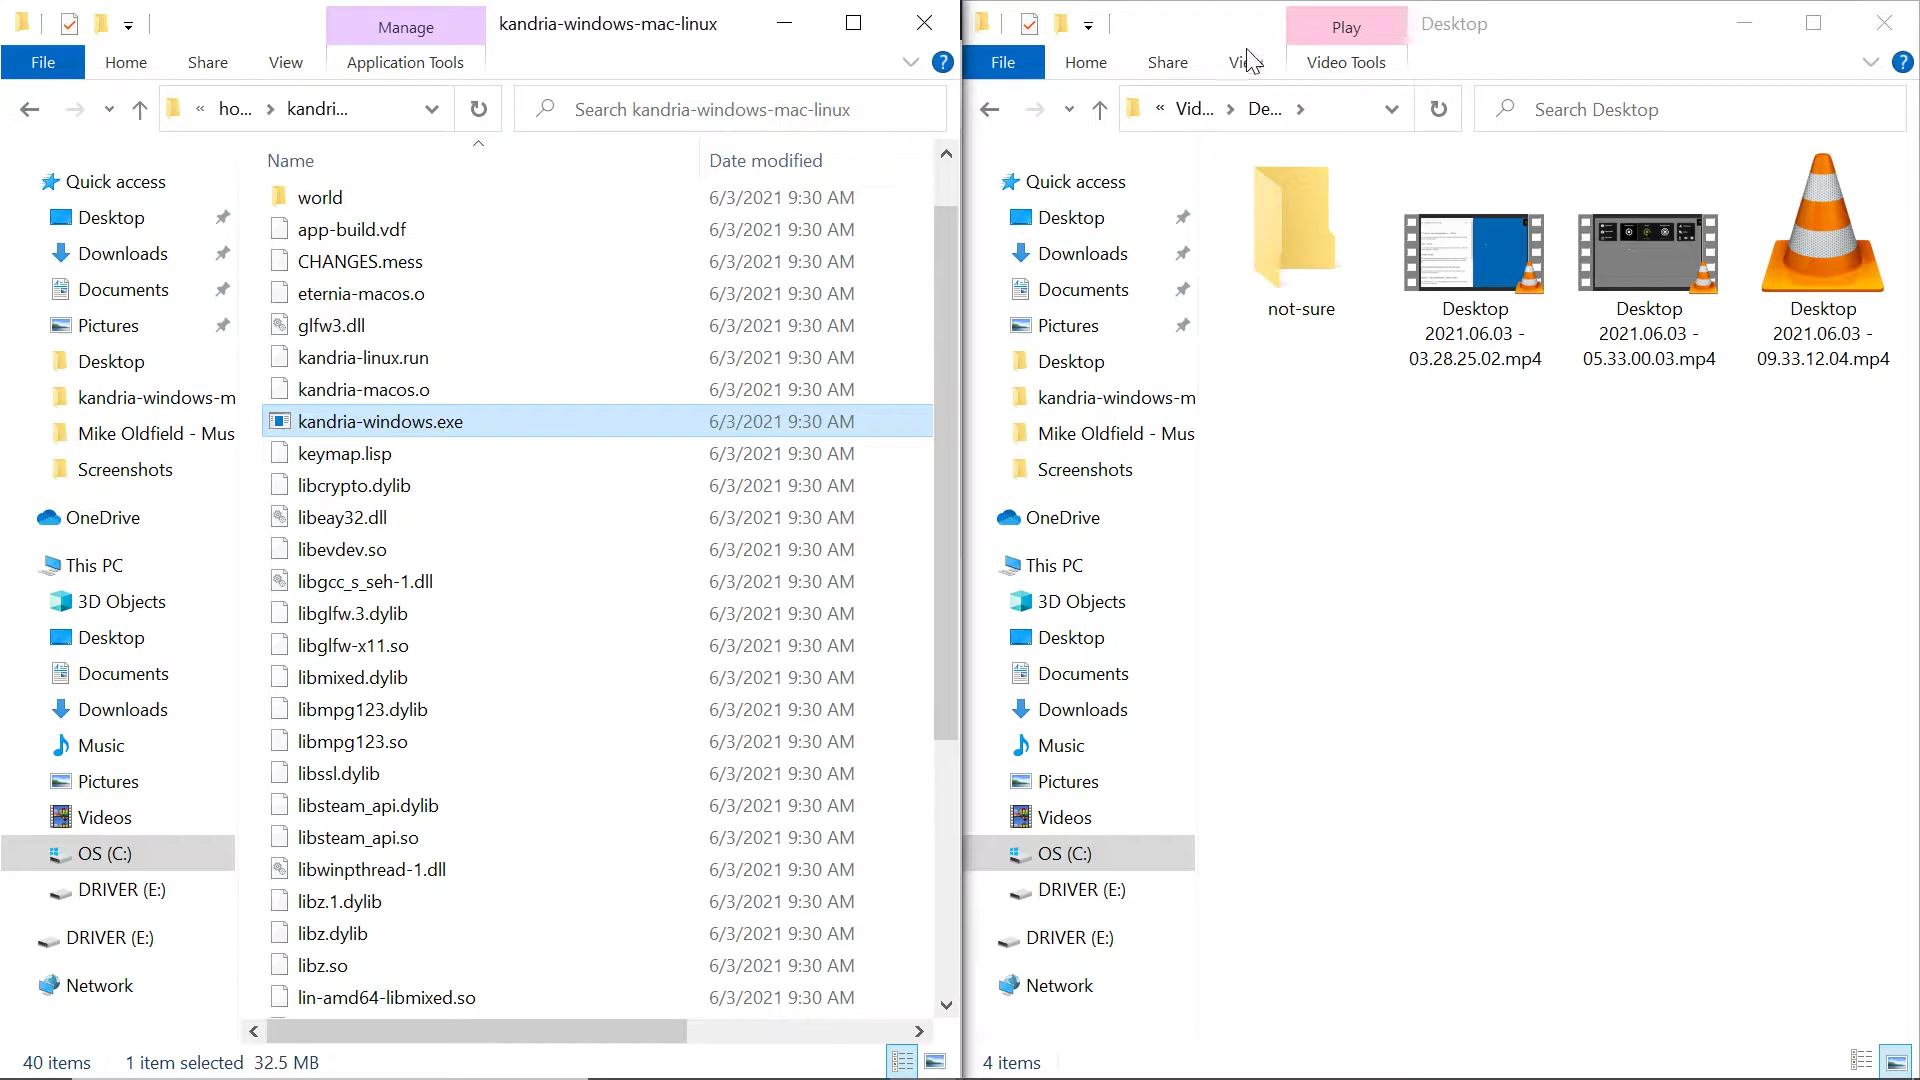 Manage
kandria-windows-mac-linux
File
Home
Share
View
Application Tools
?
«
ho...
kandri...
Search kandria-windows-mac-linux
Quick access
Desktop
Downloads
Documents
Pictures
Desktop
kandria-windows-m
Mike Oldfield - Mus
Screenshots
OneDrive
This PC
3D Objects
Desktop
Documents
Downloads
Music
Pictures
Videos
OS (C:)
DRIVER (E:)
DRIVER (E:)
Network
Name
Date modified
world 6/3/2021 9:30 AM
app-build.vdf 6/3/2021 9:30 AM
CHANGES.mess 6/3/2021 9:30 AM
eternia-macos.o 6/3/2021 9:30 AM
glfw3.dll 6/3/2021 9:30 AM
kandria-linux.run 6/3/2021 9:30 AM
kandria-macos.o 6/3/2021 9:30 AM
kandria-windows.exe 6/3/2021 9:30 AM
keymap.lisp 6/3/2021 9:30 AM
libcrypto.dylib 6/3/2021 9:30 AM
libeay32.dll 6/3/2021 9:30 AM
libevdev.so 6/3/2021 9:30 AM
libgcc_s_seh-1.dll 6/3/2021 9:30 AM
libglfw.3.dylib 6/3/2021 9:30 AM
libglfw-x11.so 6/3/2021 9:30 AM
libmixed.dylib 6/3/2021 9:30 AM
libmpg123.dylib 6/3/2021 9:30 AM
libmpg123.so 6/3/2021 9:30 AM
libssl.dylib 6/3/2021 9:30 AM
libsteam_api.dylib 6/3/2021 9:30 AM
libsteam_api.so 6/3/2021 9:30 AM
libwinpthread-1.dll 6/3/2021 9:30 AM
libz.1.dylib 6/3/2021 9:30 AM
libz.dylib 6/3/2021 9:30 AM
libz.so 6/3/2021 9:30 AM
lin-amd64-libmixed.so 6/3/2021 9:30 AM
40 items
1 item selected 32.5 MB
Play
Desktop
File
Home
Share
Video Tools
?
«
Vid...
De...
Search Desktop
Quick access
Desktop
Downloads
Documents
Pictures
Desktop
kandria-windows-m
Mike Oldfield - Mus
Screenshots
OneDrive
This PC
3D Objects
Desktop
Documents
Downloads
Music
Pictures
Videos
OS (C:)
DRIVER (E:)
DRIVER (E:)
Network
not-sure
Desktop
2021.06.03 -
03.28.25.02.mp4
Desktop
2021.06.03 -
05.33.00.03.mp4
Desktop
2021.06.03 -
09.33.12.04.mp4
4 items